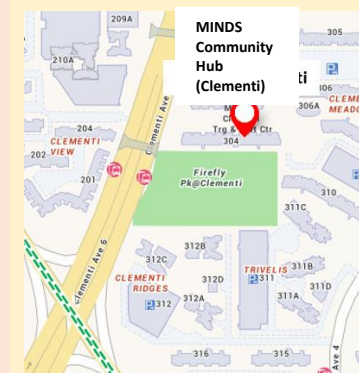 209A
MINDS
Community
Hub
(Clementi)
305
210A
P
ti
306
306A
CLEME
MEADO
Clementi Ave
Trg &
Ctr
304
204
CLEMENTI
VIEW
202
201
Firefly
Pk@Clementi
310
311C
312B
312C
Clementi Ave 6
CLEMENTI
RIDGES
P 312
312D
312A
TRIVELIS
P 311
311B
311D
311A
316
315
Ave 4